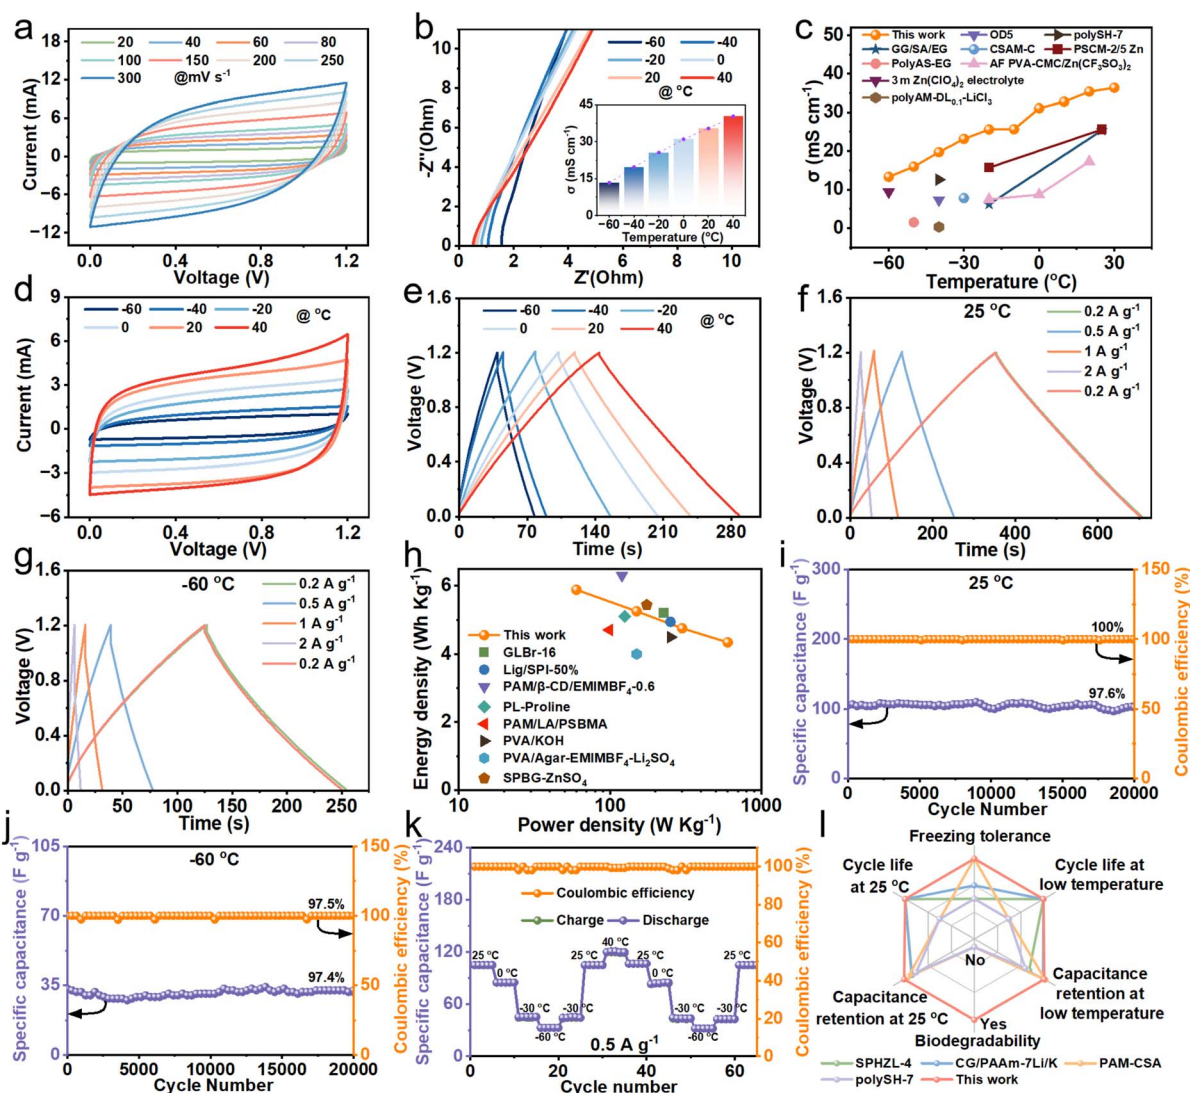 a
20 40 60 80
100 150 200 250
300 @mV s⁻¹
Current (mA)
18
12
6
0
−6
−12
0.0 0.4 0.8 1.2
Voltage (V)
b
-60 -40
-20 0
20 40
@ °C
-Z''(Ohm)
10
8
6
4
2
0
σ (mS cm⁻¹)
45
30
15
0
−60 −40 −20 0 20 40
Temperature (°C)
0 2 4 6 8 10
Z'(Ohm)
c
This work OD5 polySH-7
GG/SA/EG CSAM-C PSCM-2/5 Zn
PolyAS-EG AF PVA-CMC/Zn(CF₃SO₃)₂
3 m Zn(ClO₄)₂ electrolyte
polyAM-DL₀.₁-LiCl₃
σ (mS cm⁻¹)
50
40
30
20
10
0
−60 −30 0 30
Temperature (°C)
d
-60 -40 -20
0 20 40
@ °C
Current (mA)
9
6
3
0
−3
−6
0.0 0.4 0.8 1.2
Voltage (V)
e
-60 -40 -20
0 20 40
@ °C
Voltage (V)
1.6
1.2
0.8
0.4
0.0
0 70 140 210 280
Time (s)
f
25 °C
0.2 A g⁻¹
0.5 A g⁻¹
1 A g⁻¹
2 A g⁻¹
0.2 A g⁻¹
Voltage (V)
1.6
1.2
0.8
0.4
0.0
0 200 400 600
Time (s)
g
-60 °C
0.2 A g⁻¹
0.5 A g⁻¹
1 A g⁻¹
2 A g⁻¹
0.2 A g⁻¹
Voltage (V)
1.6
1.2
0.8
0.4
0.0
0 50 100 150 200 250
Time (s)
h
Energy density (Wh Kg⁻¹)
6
4
2
0
This work
GLBr-16
Lig/SPI-50%
PAM/β-CD/EMIMBF₄-0.6
PL-Proline
PAM/LA/PSBMA
PVA/KOH
PVA/Agar-EMIMBF₄-Li₂SO₄
SPBG-ZnSO₄
10 100 1000
Power density (W Kg⁻¹)
i
25 °C
Specific capacitance (F g⁻¹)
300
200
100
0
100%
97.6%
Coulombic efficiency (%)
150
100
50
0
0 5000 10000 15000 20000
Cycle Number
j
-60 °C
Specific capacitance (F g⁻¹)
105
70
35
0
97.5%
97.4%
Coulombic efficiency (%)
150
100
50
0
0 5000 10000 15000 20000
Cycle Number
k
Specific capacitance (F g⁻¹)
240
180
120
60
0
Coulombic efficiency
Charge Discharge
25 °C 0 °C -30 °C -60 °C -30 °C 25 °C 40 °C 25 °C 0 °C -30 °C -60 °C -30 °C 25 °C
0.5 A g⁻¹
Coulombic efficiency (%)
100
80
60
40
20
0
0 20 40 60
Cycle number
l
Freezing tolerance
Cycle life
at 25 °C
Cycle life at
low temperature
No
Capacitance
retention at 25 °C
Capacitance
retention at
low temperature
Yes
Biodegradability
SPHZL-4 CG/PAAm-7Li/K PAM-CSA
polySH-7 This work